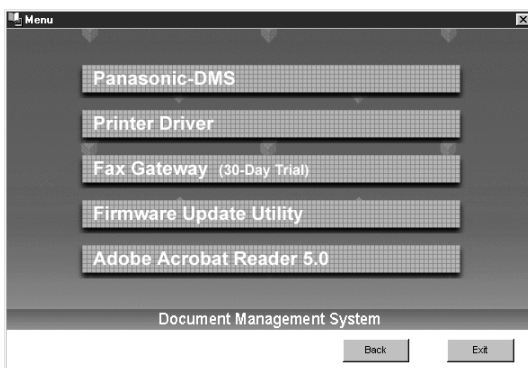 Menu
Panasonic-DMS
Printer Driver
Fax Gateway (30-Day Trial)
Firmware Update Utility
Adobe Acrobat Reader 5.0
Document Management System
Back Exit